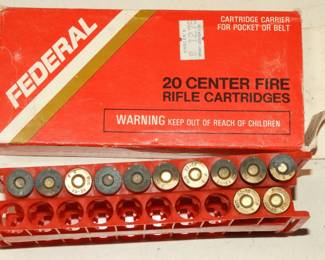 CARTRIDGE CARRIER
FOR POCKET OR BELT
FEDERAL
20 CENTER FIRE
RIFLE CARTRIDGES
WARNING KEEP OUT OF REACH OF CHILDREN